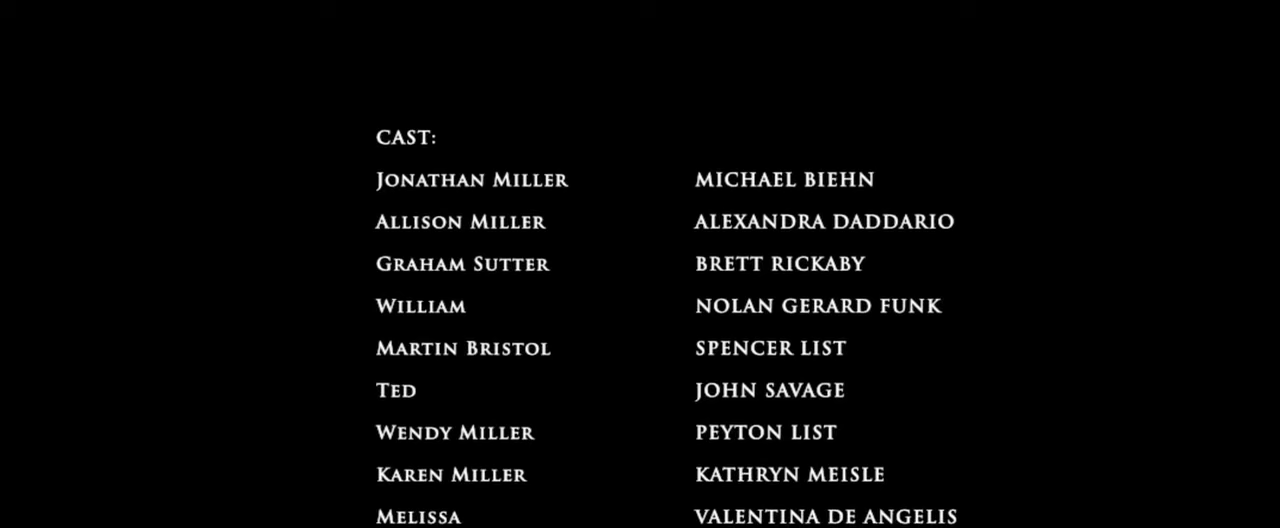 CAST:
Jonathan Miller MICHAEL BIEHN
Allison Miller ALEXANDRA DADDARIO
Graham Sutter BRETT RICKABY
William NOLAN GERARD FUNK
Martin Bristol SPENCER LIST
Ted JOHN SAVAGE
Wendy Miller PEYTON LIST
Karen Miller KATHRYN MEISLE
Melissa VALENTINA DE ANGELIS